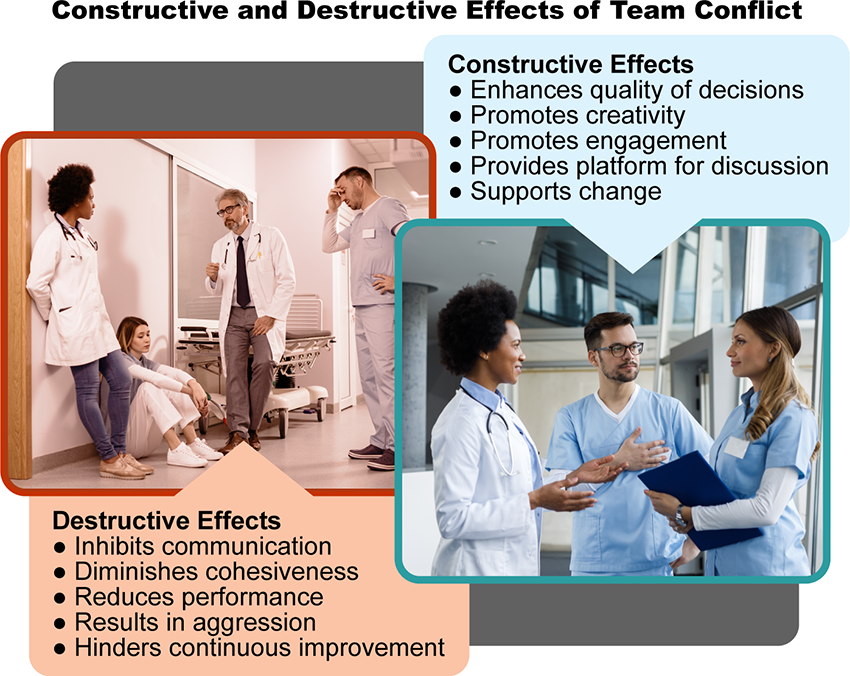 Constructive and Destructive Effects of Team Conflict
Constructive Effects
● Enhances quality of decisions
● Promotes creativity
● Promotes engagement
● Provides platform for discussion
● Supports change
Destructive Effects
● Inhibits communication
● Diminishes cohesiveness
● Reduces performance
● Results in aggression
● Hinders continuous improvement